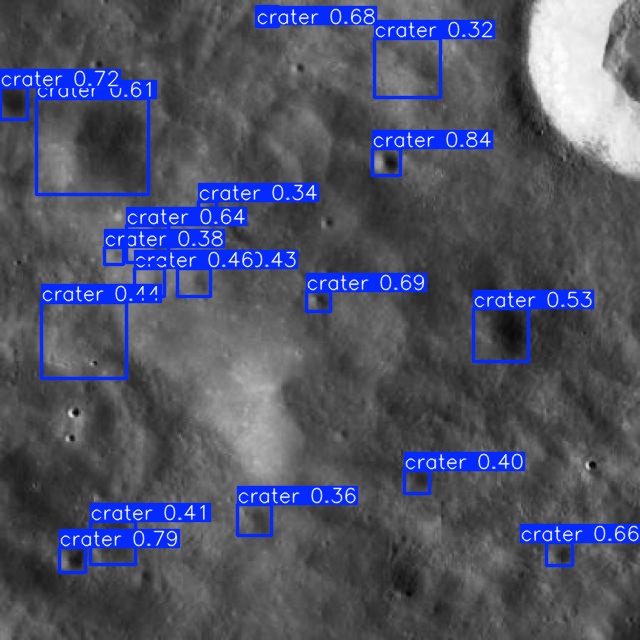 crater 0.68
crater 0.32
crater 0.72
crater 0.61
crater 0.84
crater 0.34
crater 0.64
crater 0.38
crater 0.46
0.43
crater 0.69
crater 0.44
crater 0.53
crater 0.40
crater 0.36
crater 0.41
crater 0.66
crater 0.79